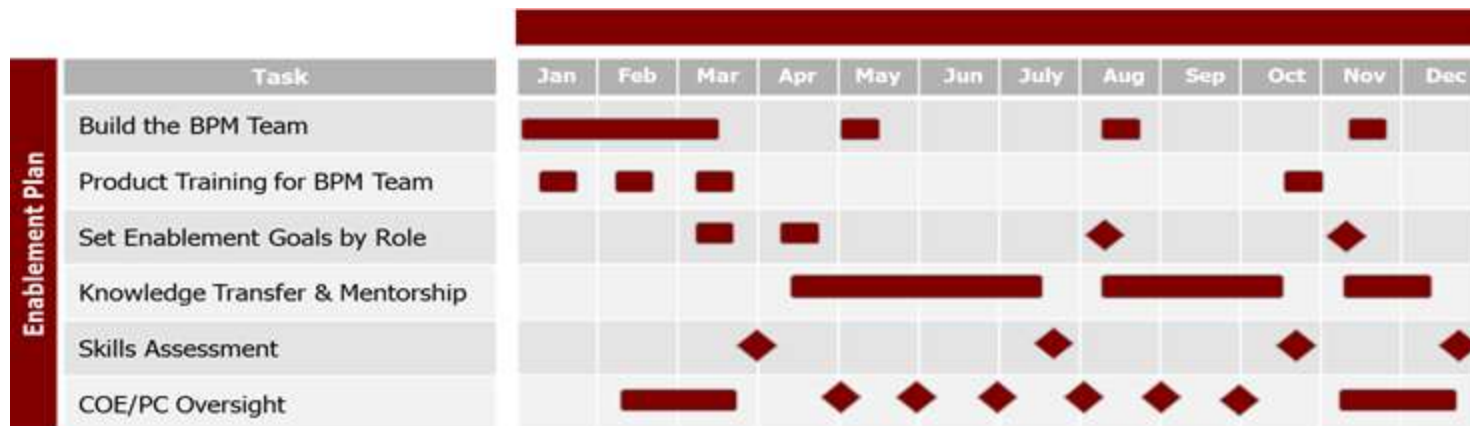 Task Jan Feb Mar Apr May Jun July Aug Sep Oct Nov Dec
Enablement Plan
Build the BPM Team
Product Training for BPM Team
Set Enablement Goals by Role
Knowledge Transfer & Mentorship
Skills Assessment
COE/PC Oversight